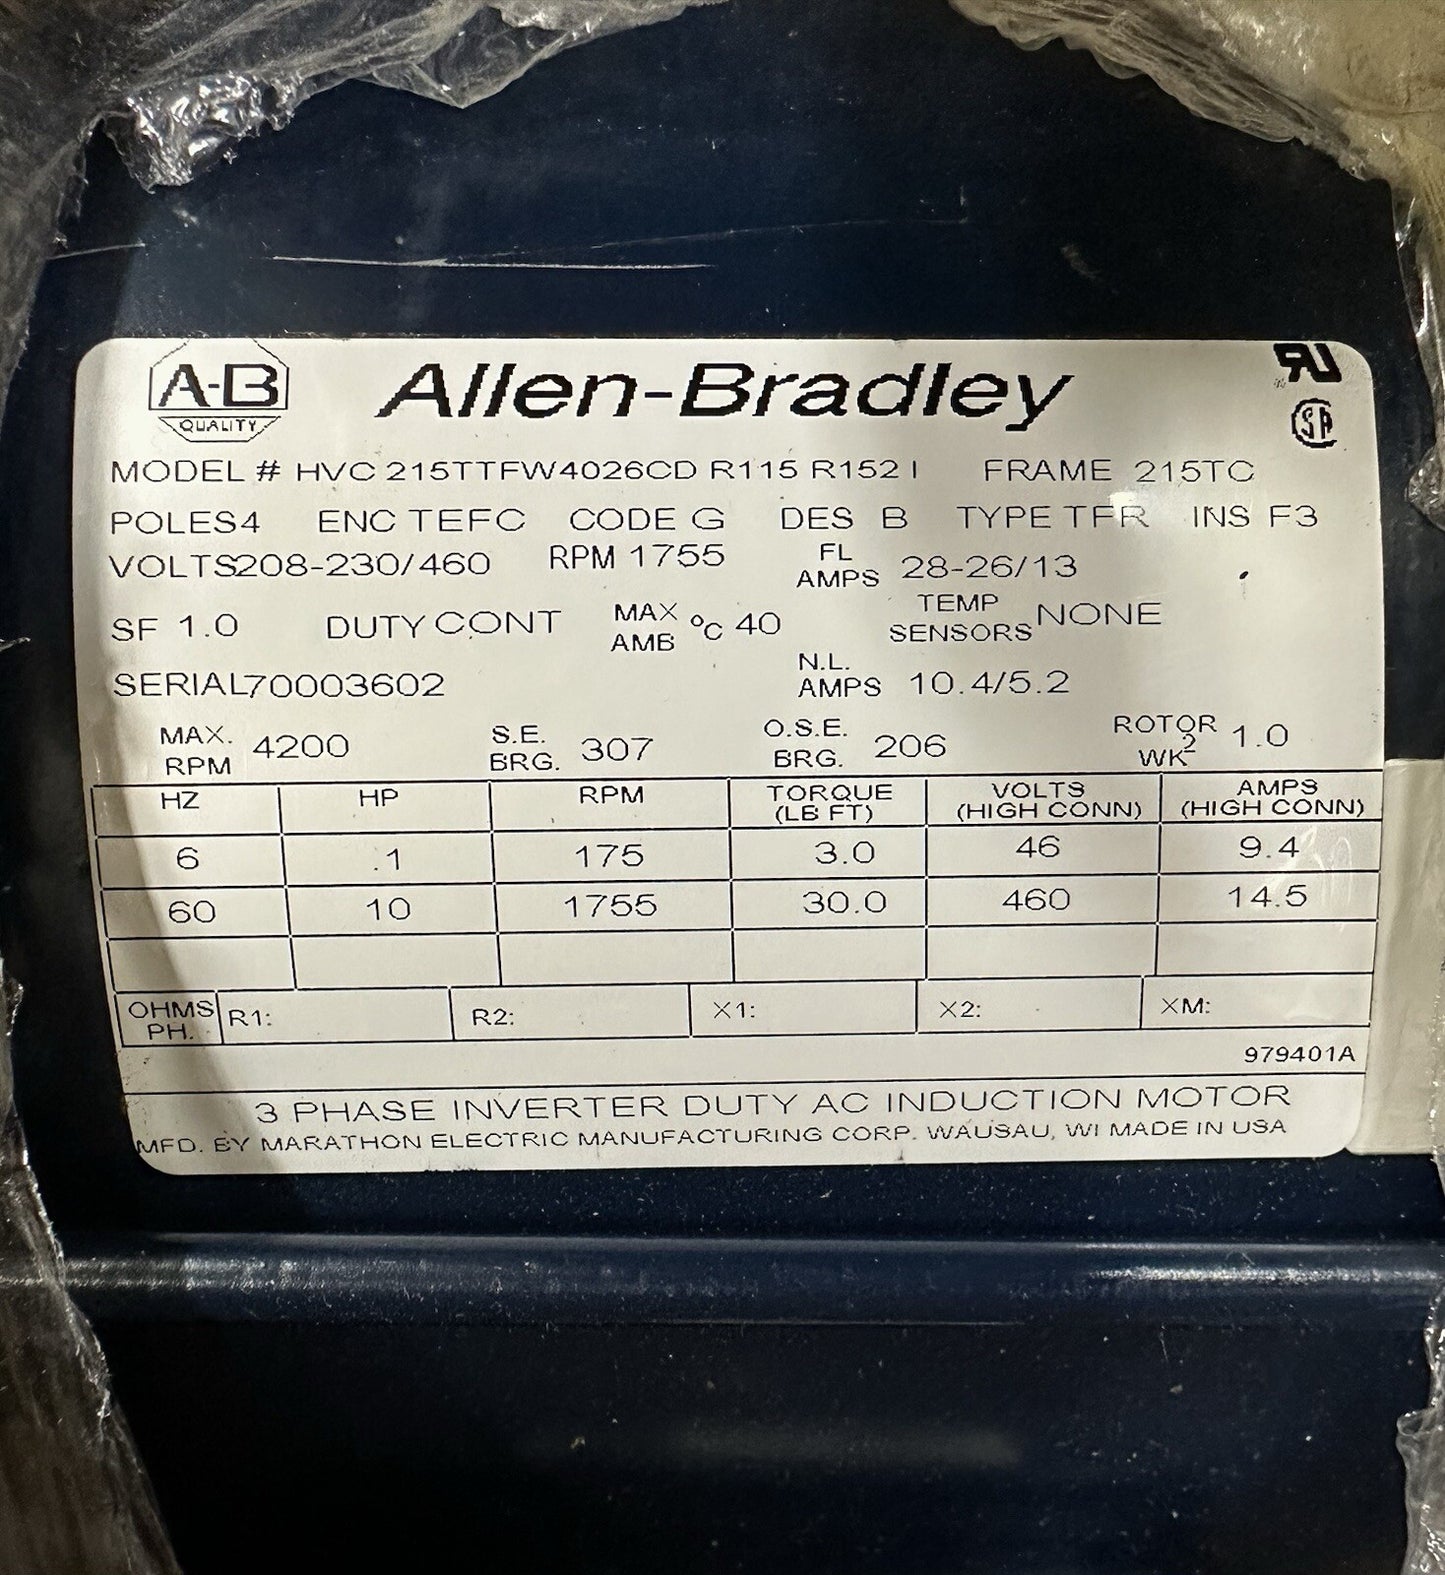 A-B
QUALITY
Allen-Bradley
MODEL # HVC 215TTFW4026CD R115 R152 I FRAME 215TC
POLES4 ENC TEFC CODE G DES B TYPE TFR INS F3
VOLTS208-230/460 RPM 1755 FL AMPS 28-26/13
SF 1.0 DUTY CONT MAX AMB °C 40 TEMP SENSORS NONE
SERIAL70003602 N.L. AMPS 10.4/5.2
MAX. RPM 4200 S.E. BRG. 307 O.S.E. BRG. 206 ROTOR WK² 1.0
HZ HP RPM TORQUE (LB FT) VOLTS (HIGH CONN) AMPS (HIGH CONN)
6 .1 175 3.0 46 9.4
60 10 1755 30.0 460 14.5
OHMS PH. R1: R2: X1: X2: XM:
979401A
3 PHASE INVERTER DUTY AC INDUCTION MOTOR
MFD. BY MARATHON ELECTRIC MANUFACTURING CORP. WAUSAU, WI MADE IN USA